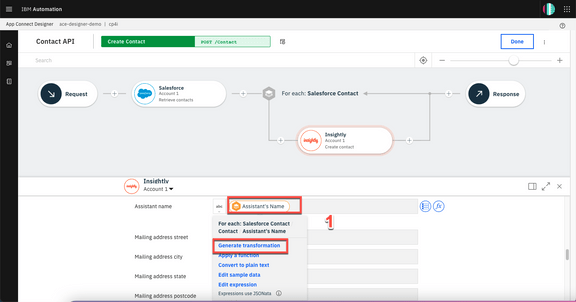 IBM Automation
App Connect Designer ace-designer-demo cp4i
Contact API
Create Contact POST /Contact
Done
Search
Request
Salesforce
Account 1
Retrieve contacts
For each: Salesforce Contact
Response
Insightly
Account 1
Create contact
Insightly
Account 1
Assistant name
abc
Assistant's Name
For each: Salesforce Contact
Contact Assistant's Name
1
Generate transformation
Mailing address street
Apply a function
Mailing address city
Convert to plain text
Mailing address state
Edit sample data
Edit expression
Mailing address postcode
Expressions use JSONata